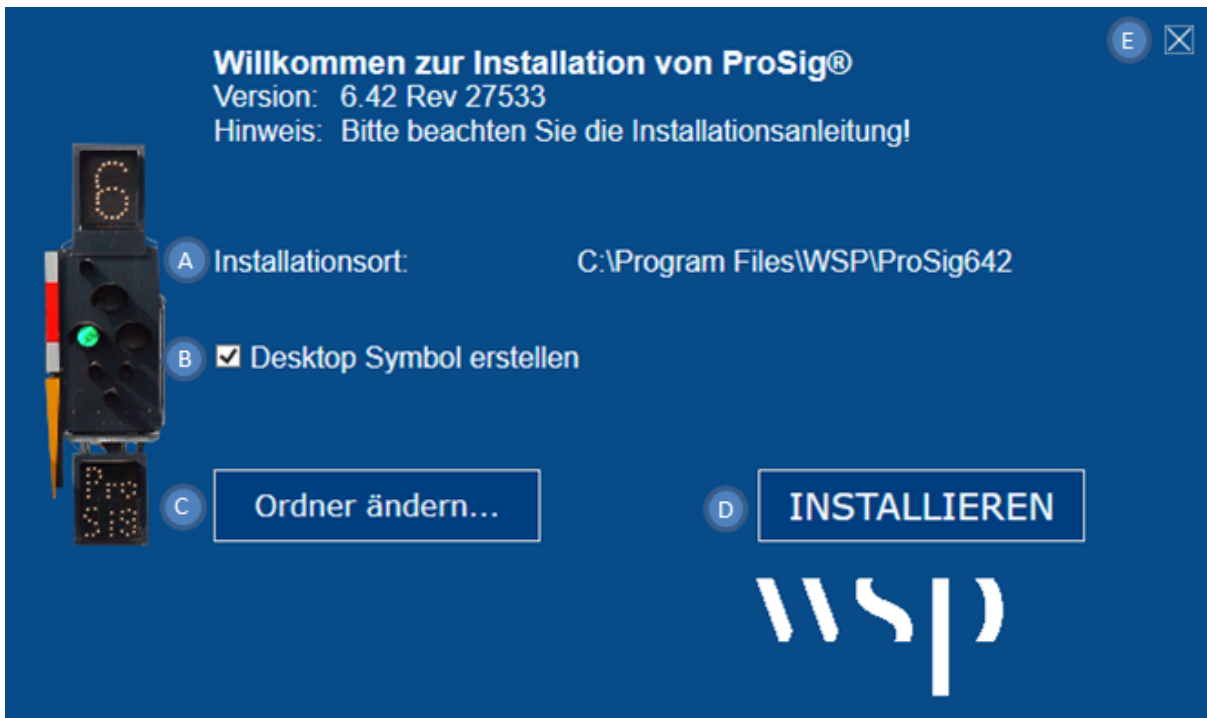 E
Willkommen zur Installation von ProSig®
Version: 6.42 Rev 27533
Hinweis: Bitte beachten Sie die Installationsanleitung!
6
A Installationsort: C:\Program Files\WSP\ProSig642
B Desktop Symbol erstellen
C Ordner ändern...
D INSTALLIEREN
Pro
Sig
wsp